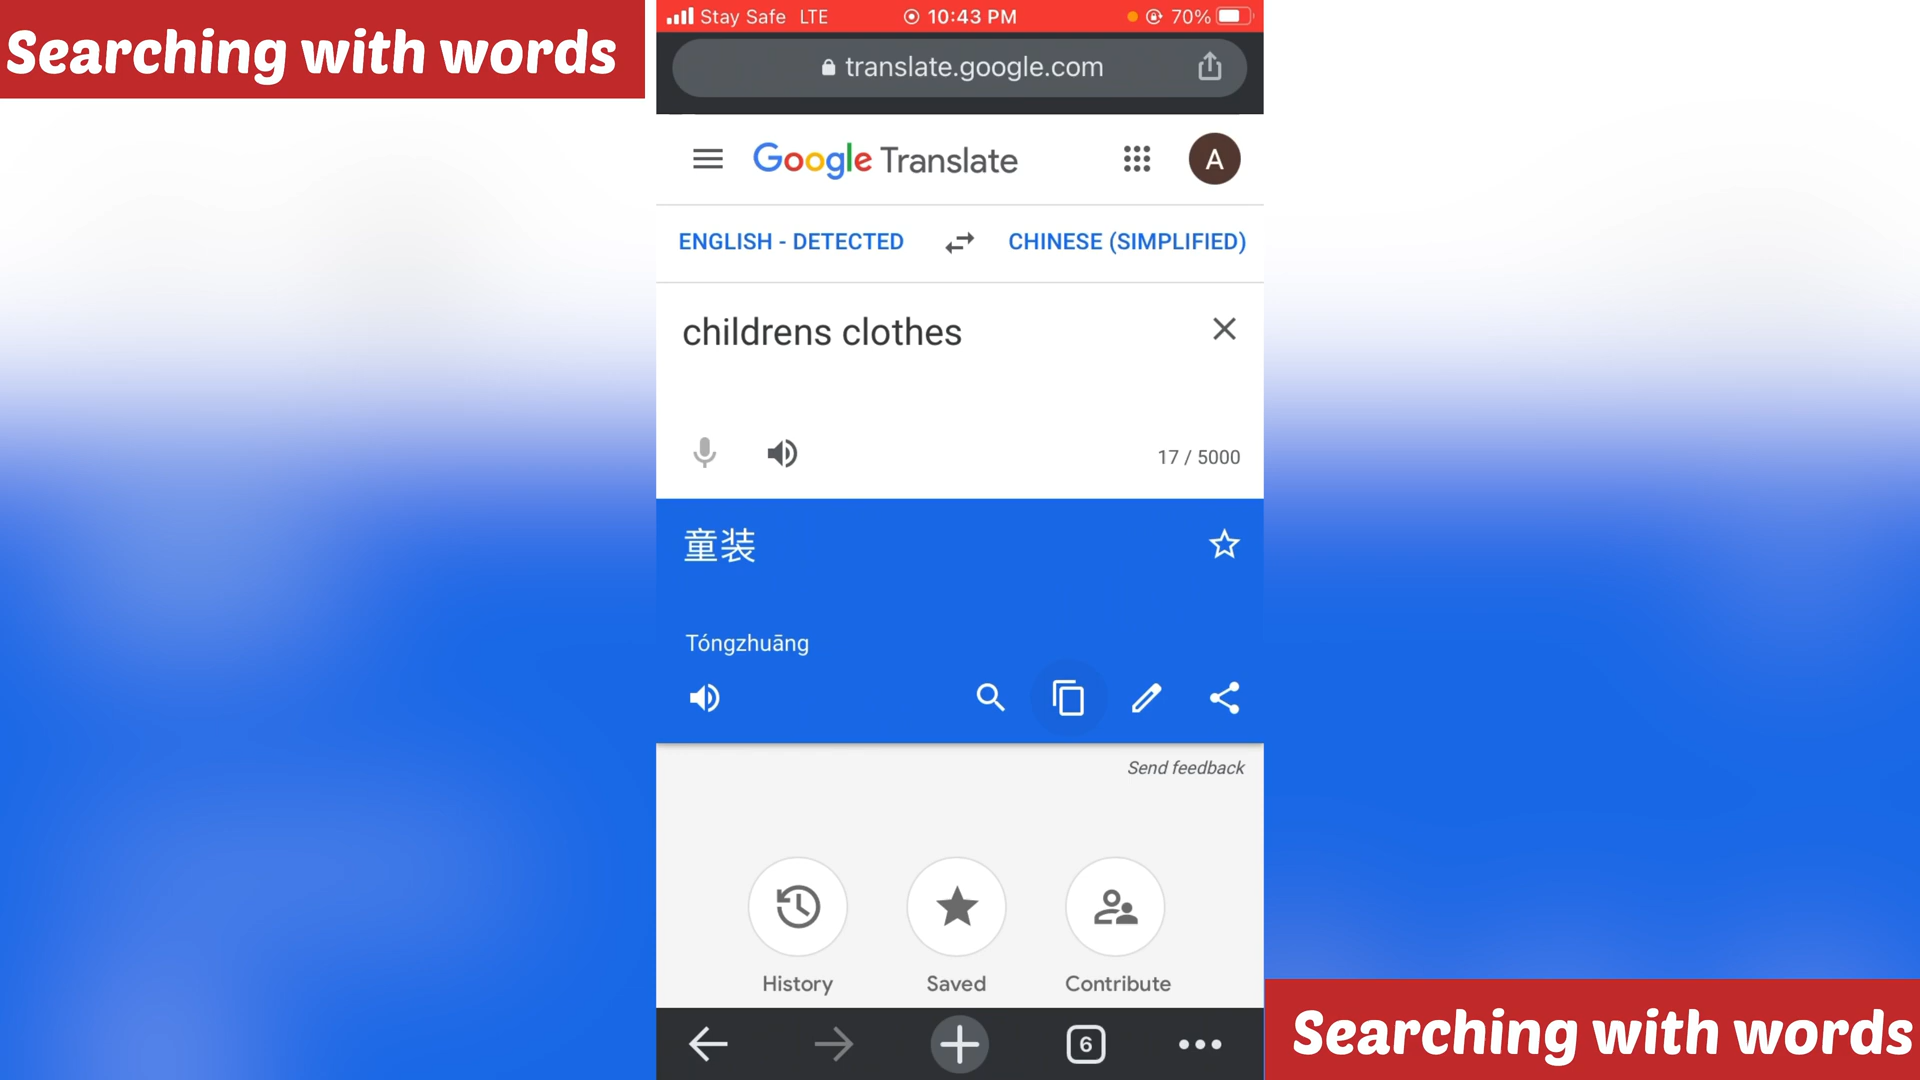 Searching with words
Stay Safe LTE 10:43 PM 70%
translate.google.com
Google Translate A
ENGLISH - DETECTED CHINESE (SIMPLIFIED)
childrens clothes
17 / 5000
童装
Tóngzhuāng
Send feedback
History Saved Contribute
6
Searching with words